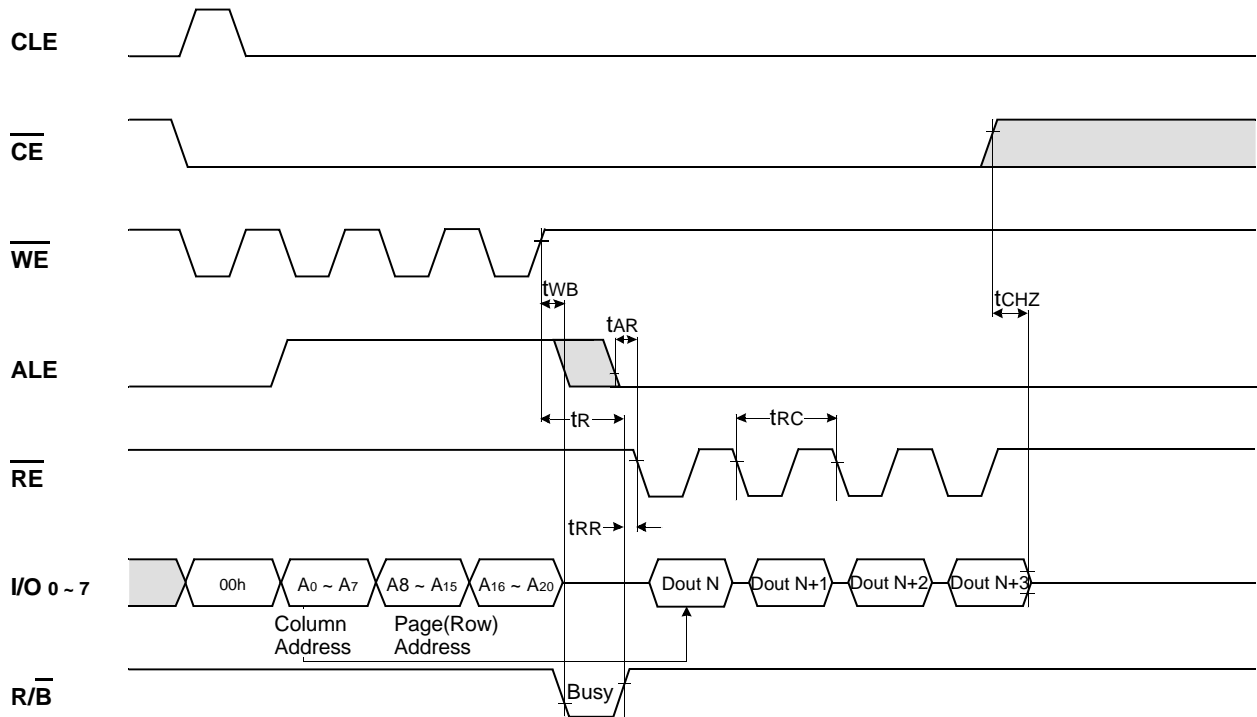 CLE
CE
WE
tWB
tCHZ
tAR
ALE
tR
tRC
RE
tRR
I/O 0 ~ 7
00h
A0 ~ A7
A8 ~ A15
A16 ~ A20
Dout N
Dout N+1
Dout N+2
Dout N+3
Column
Address
Page(Row)
Address
R/B
Busy